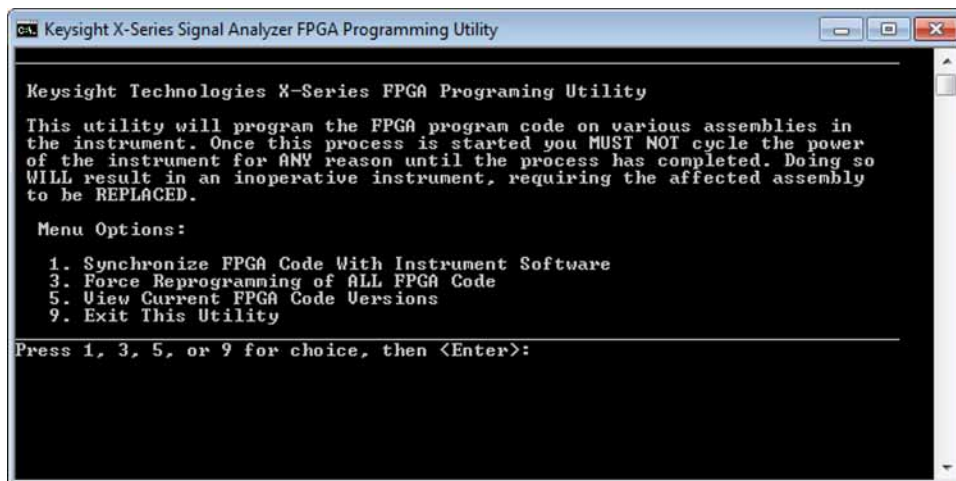 Keysight X-Series Signal Analyzer FPGA Programming Utility
Keysight Technologies X-Series FPGA Programing Utility
This utility will program the FPGA program code on various assemblies in
the instrument. Once this process is started you MUST NOT cycle the power
of the instrument for ANY reason until the process has completed. Doing so
WILL result in an inoperative instrument, requiring the affected assembly
to be REPLACED.
Menu Options:
1. Synchronize FPGA Code With Instrument Software
3. Force Reprogramming of ALL FPGA Code
5. View Current FPGA Code Versions
9. Exit This Utility
Press 1, 3, 5, or 9 for choice, then <Enter>: